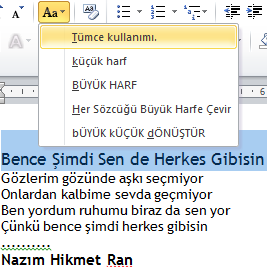 Aa
A
Tümce kullanımı.
küçük harf
BÜYÜK HARF
Her Sözcüğü Büyük Harfe Çevir
bÜYÜK kÜÇÜK dÖNÜŞTÜR
6
Bence Şimdi Sen de Herkes Gibisin
Gözlerim gözünde aşkı seçmiyor
Onlardan kalbime sevda geçmiyor
Ben yordum ruhumu biraz da sen yor
Çünkü bence şimdi herkes gibisin
..........
Nazım Hikmet Ran